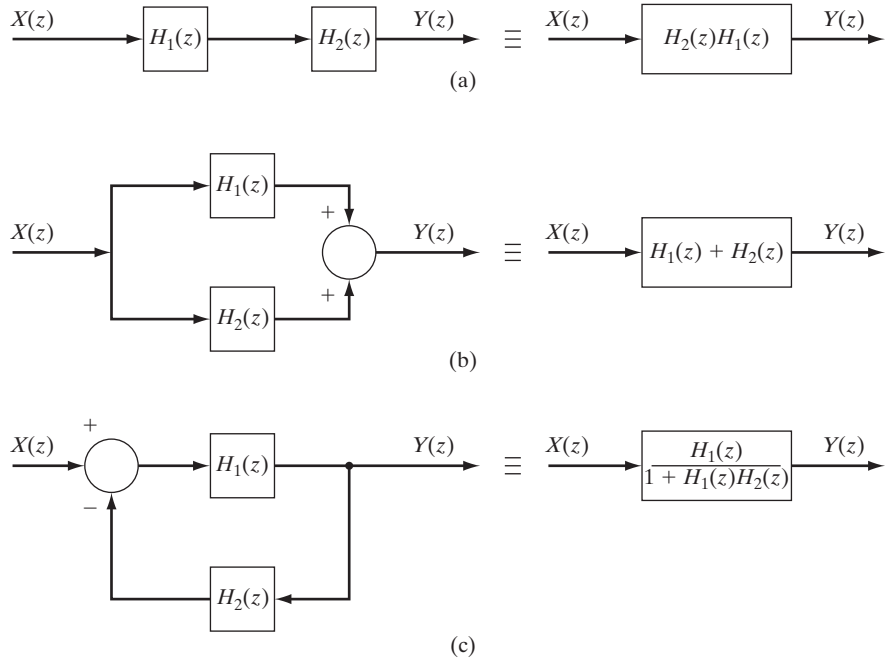 X(z) H₁(z) H₂(z) Y(z) ≡ X(z) H₂(z)H₁(z) Y(z)
(a)
H₁(z)
+
X(z) Y(z) ≡ X(z) H₁(z) + H₂(z) Y(z)
+
H₂(z)
(b)
+
X(z) H₁(z) Y(z) ≡ X(z) H₁(z) Y(z)
1 + H₁(z)H₂(z)
−
H₂(z)
(c)